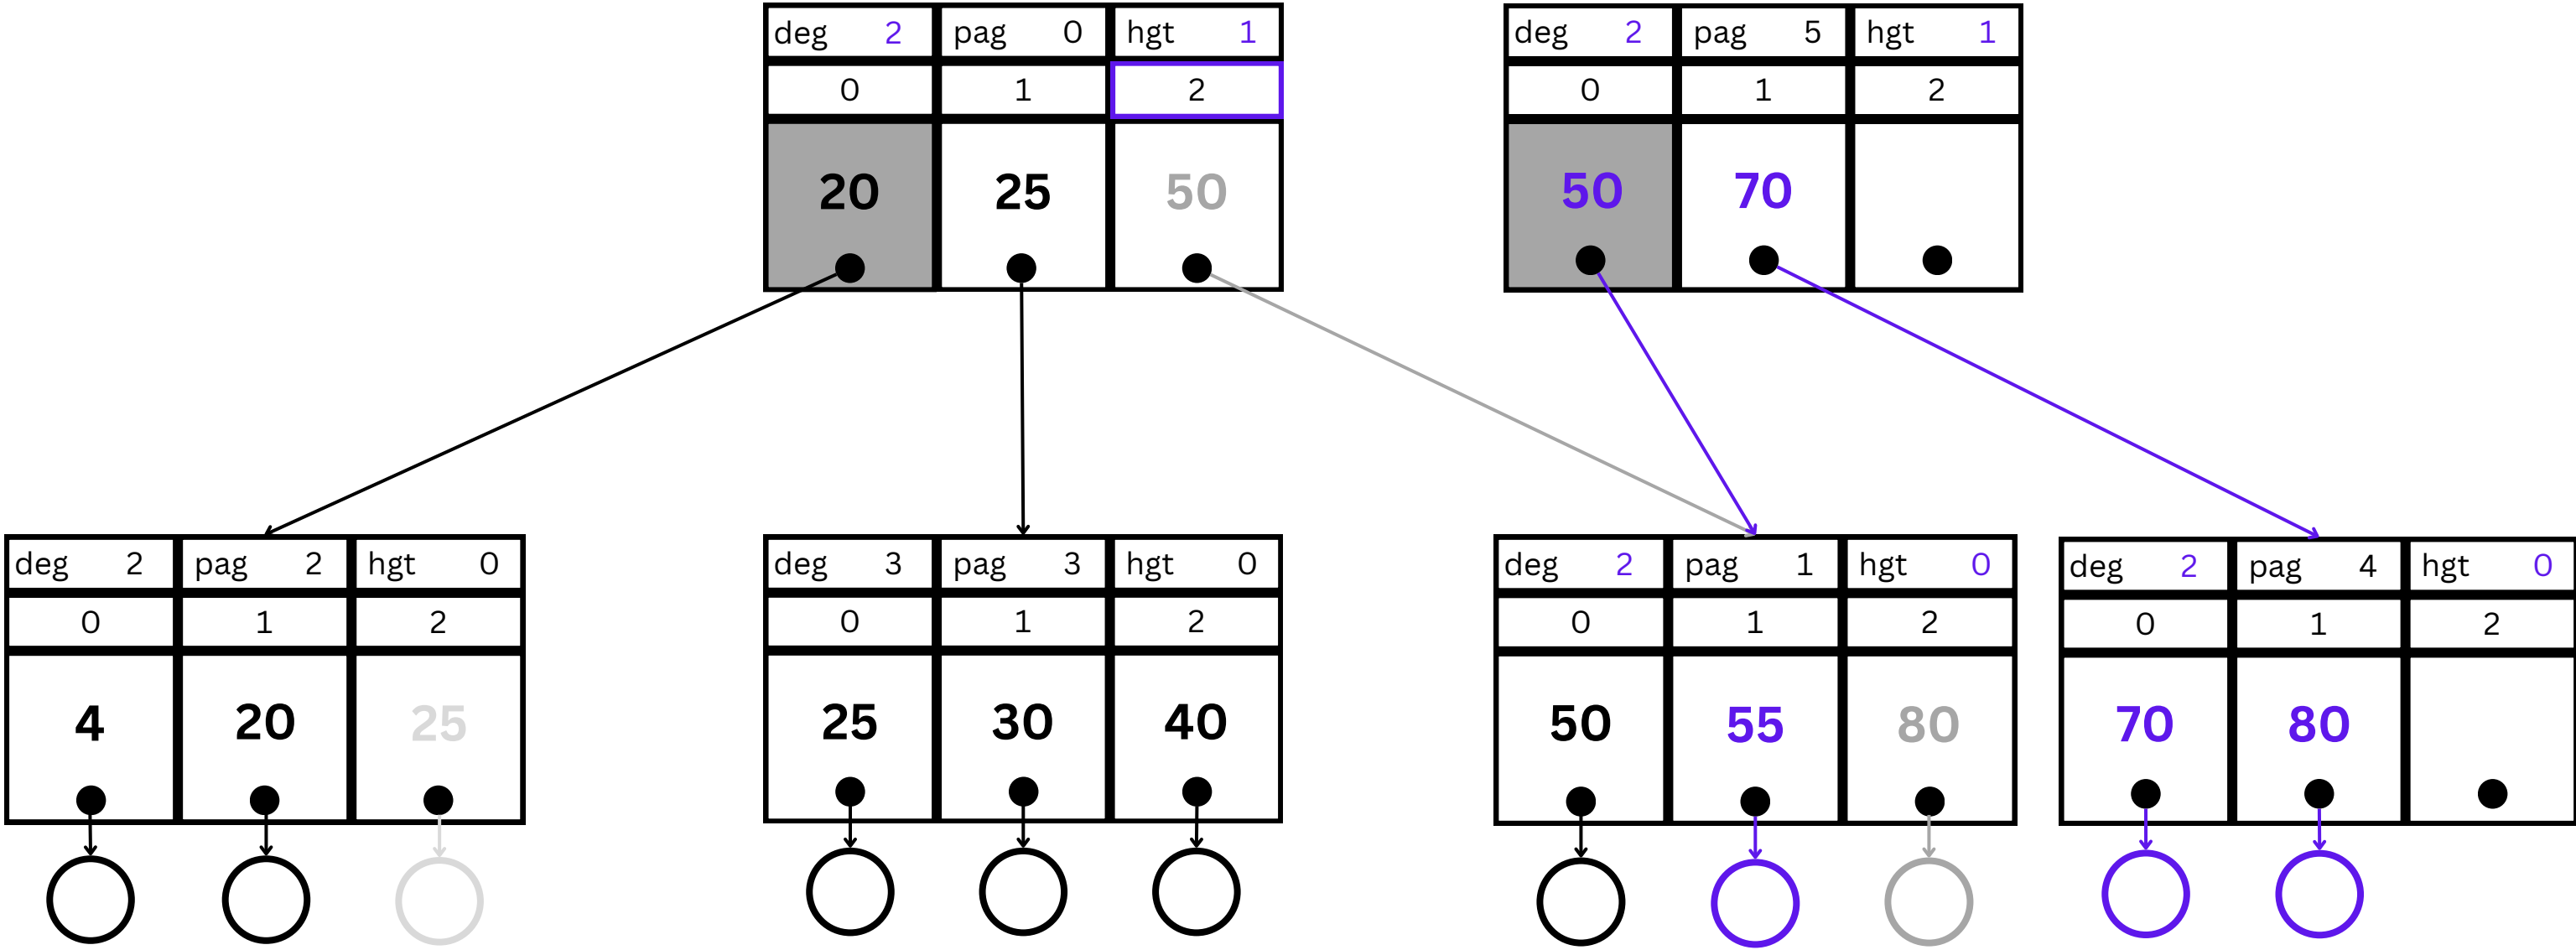 deg 2 pag 0 hgt 1
0 1 2
20 25 50
deg 2 pag 5 hgt 1
0 1 2
50 70
deg 2 pag 2 hgt 0
0 1 2
4 20 25
deg 3 pag 3 hgt 0
0 1 2
25 30 40
deg 2 pag 1 hgt 0
0 1 2
50 55 80
deg 2 pag 4 hgt 0
0 1 2
70 80